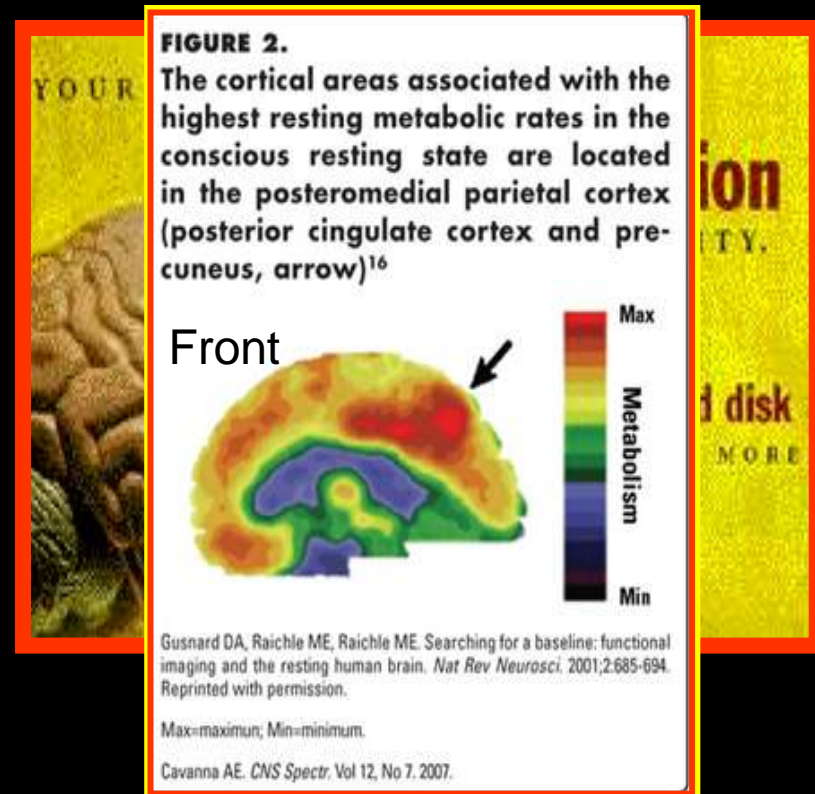 YOUR
FIGURE 2.
The cortical areas associated with the
highest resting metabolic rates in the
conscious resting state are located
in the posteromedial parietal cortex
(posterior cingulate cortex and pre-
cuneus, arrow)16
ion
ITY.
Front
Max
Metabolism
Min
d disk
MORE
Gusnard DA, Raichle ME, Raichle ME. Searching for a baseline: functional
imaging and the resting human brain. Nat Rev Neurosci. 2001;2:685-694.
Reprinted with permission.
Max=maximun; Min=minimum.
Cavanna AE. CNS Spectr. Vol 12, No 7. 2007.